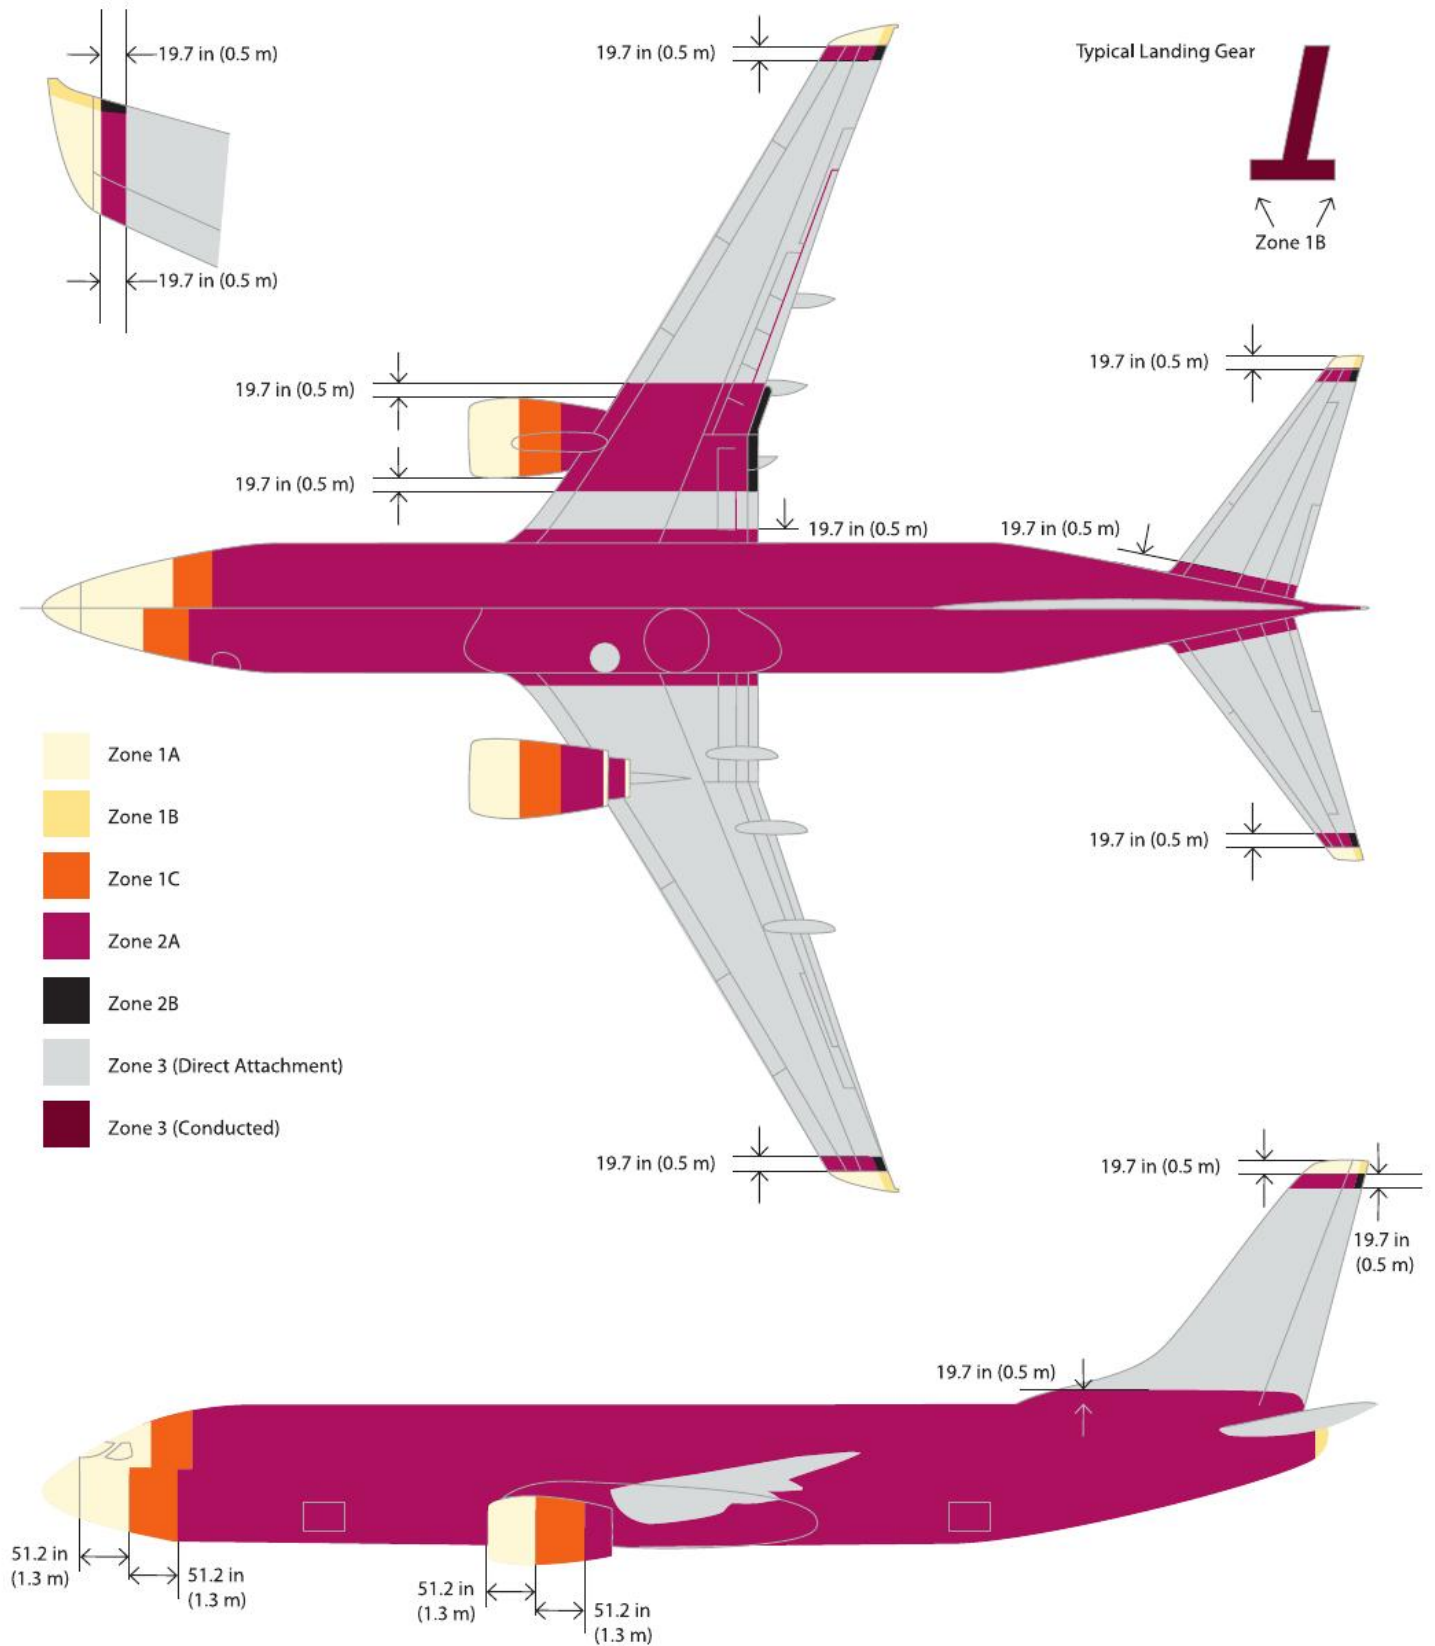 19.7 in (0.5 m)
19.7 in (0.5 m)
Typical Landing Gear
Zone 1B
19.7 in (0.5 m)
19.7 in (0.5 m)
19.7 in (0.5 m)
19.7 in (0.5 m)
19.7 in (0.5 m)
19.7 in (0.5 m)
Zone 1A
Zone 1B
Zone 1C
Zone 2A
Zone 2B
Zone 3 (Direct Attachment)
Zone 3 (Conducted)
19.7 in (0.5 m)
19.7 in (0.5 m)
19.7 in (0.5 m)
19.7 in
(0.5 m)
19.7 in (0.5 m)
51.2 in
(1.3 m)
51.2 in
(1.3 m)
51.2 in
(1.3 m)
51.2 in
(1.3 m)